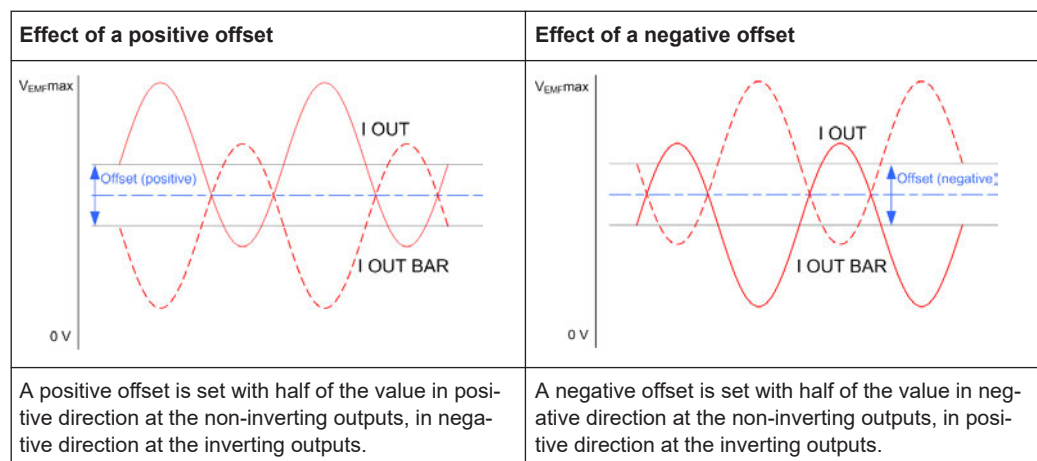 Effect of a positive offset
Effect of a negative offset
VEMFmax
I OUT
Offset (positive)
I OUT BAR
0 V
VEMFmax
I OUT
Offset (negative)
I OUT BAR
0 V
A positive offset is set with half of the value in posi-
tive direction at the non-inverting outputs, in nega-
tive direction at the inverting outputs.
A negative offset is set with half of the value in neg-
ative direction at the non-inverting outputs, in posi-
tive direction at the inverting outputs.